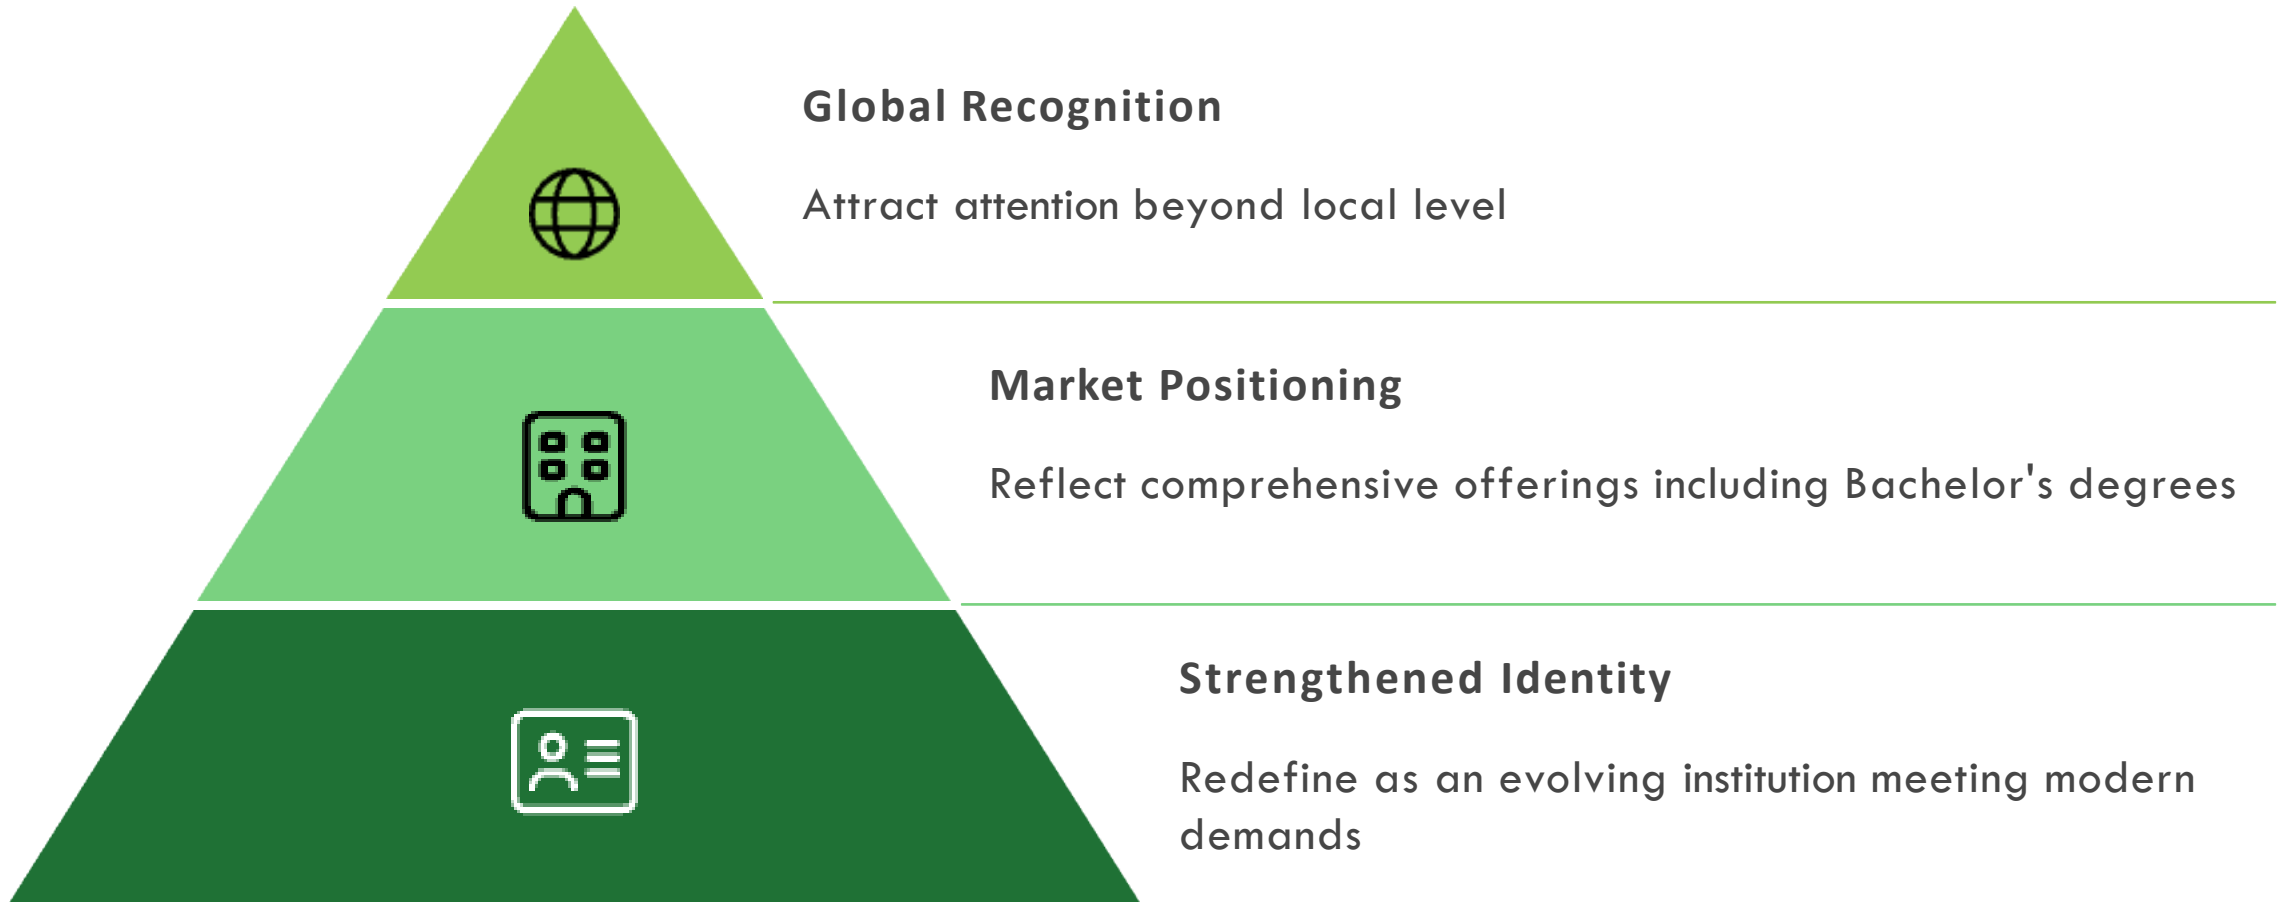 Global Recognition
Attract attention beyond local level
Market Positioning
Reflect comprehensive offerings including Bachelor's degrees
Strengthened Identity
Redefine as an evolving institution meeting modern
demands